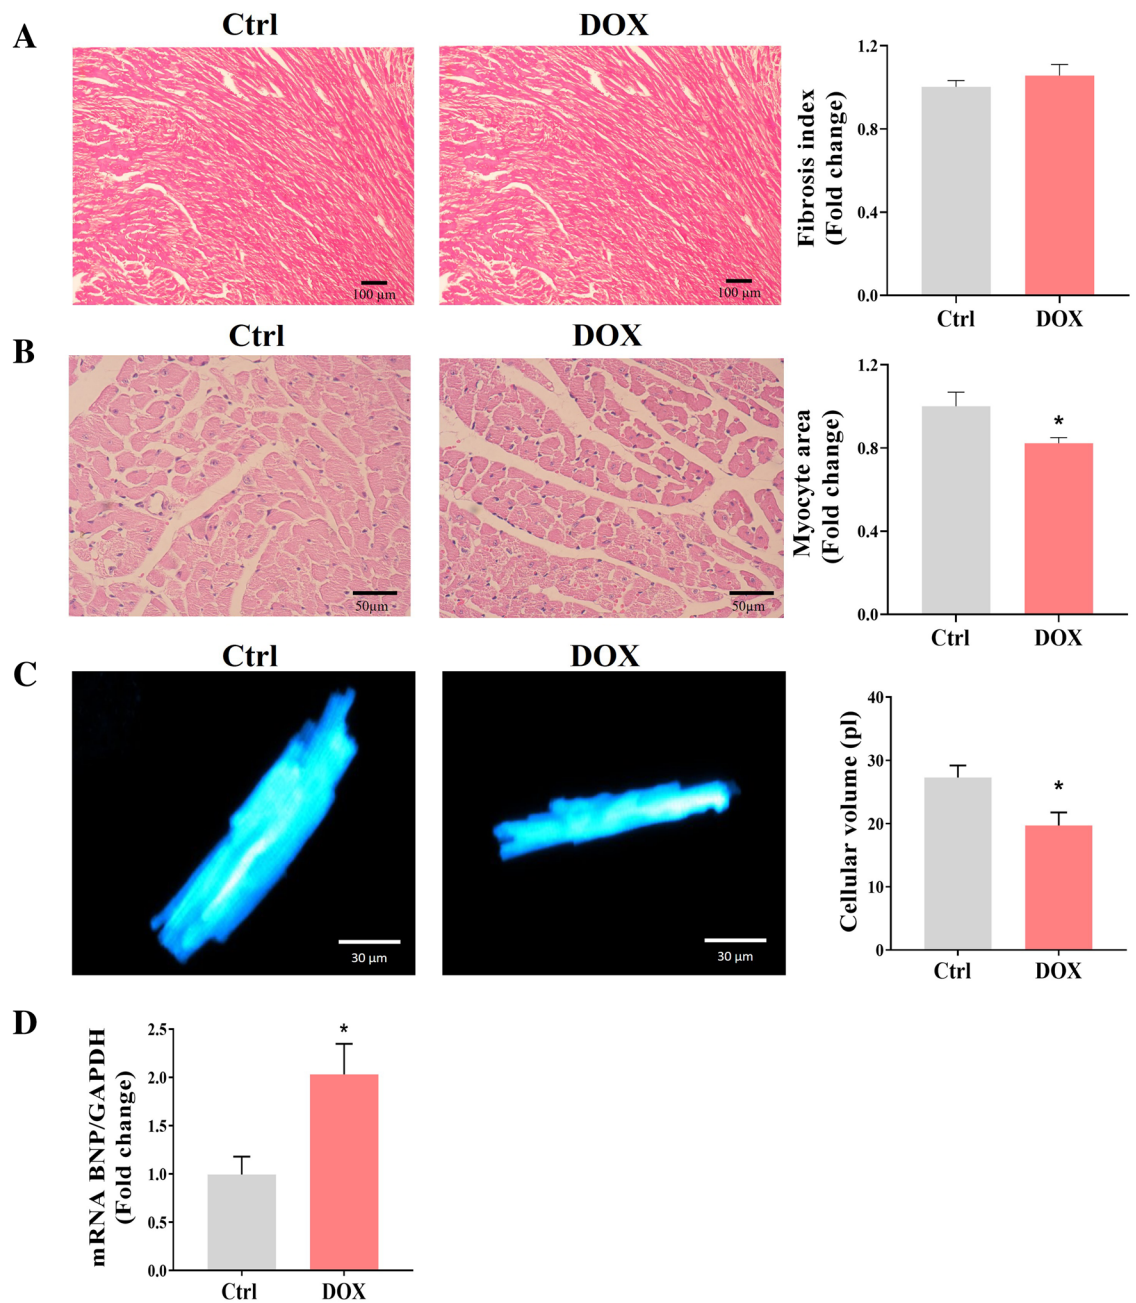 A
Ctrl
DOX
100 µm
100 µm
Fibrosis index
(Fold change)
1.2
0.8
0.4
0.0
Ctrl
DOX
B
Ctrl
DOX
50µm
50µm
Myocyte area
(Fold change)
1.2
0.8
0.4
0.0
*
Ctrl
DOX
C
Ctrl
DOX
30 µm
30 µm
Cellular volume (pl)
40
30
20
10
0
*
Ctrl
DOX
D
mRNA BNP/GAPDH
(Fold change)
2.5
2.0
1.5
1.0
0.5
0.0
*
Ctrl
DOX